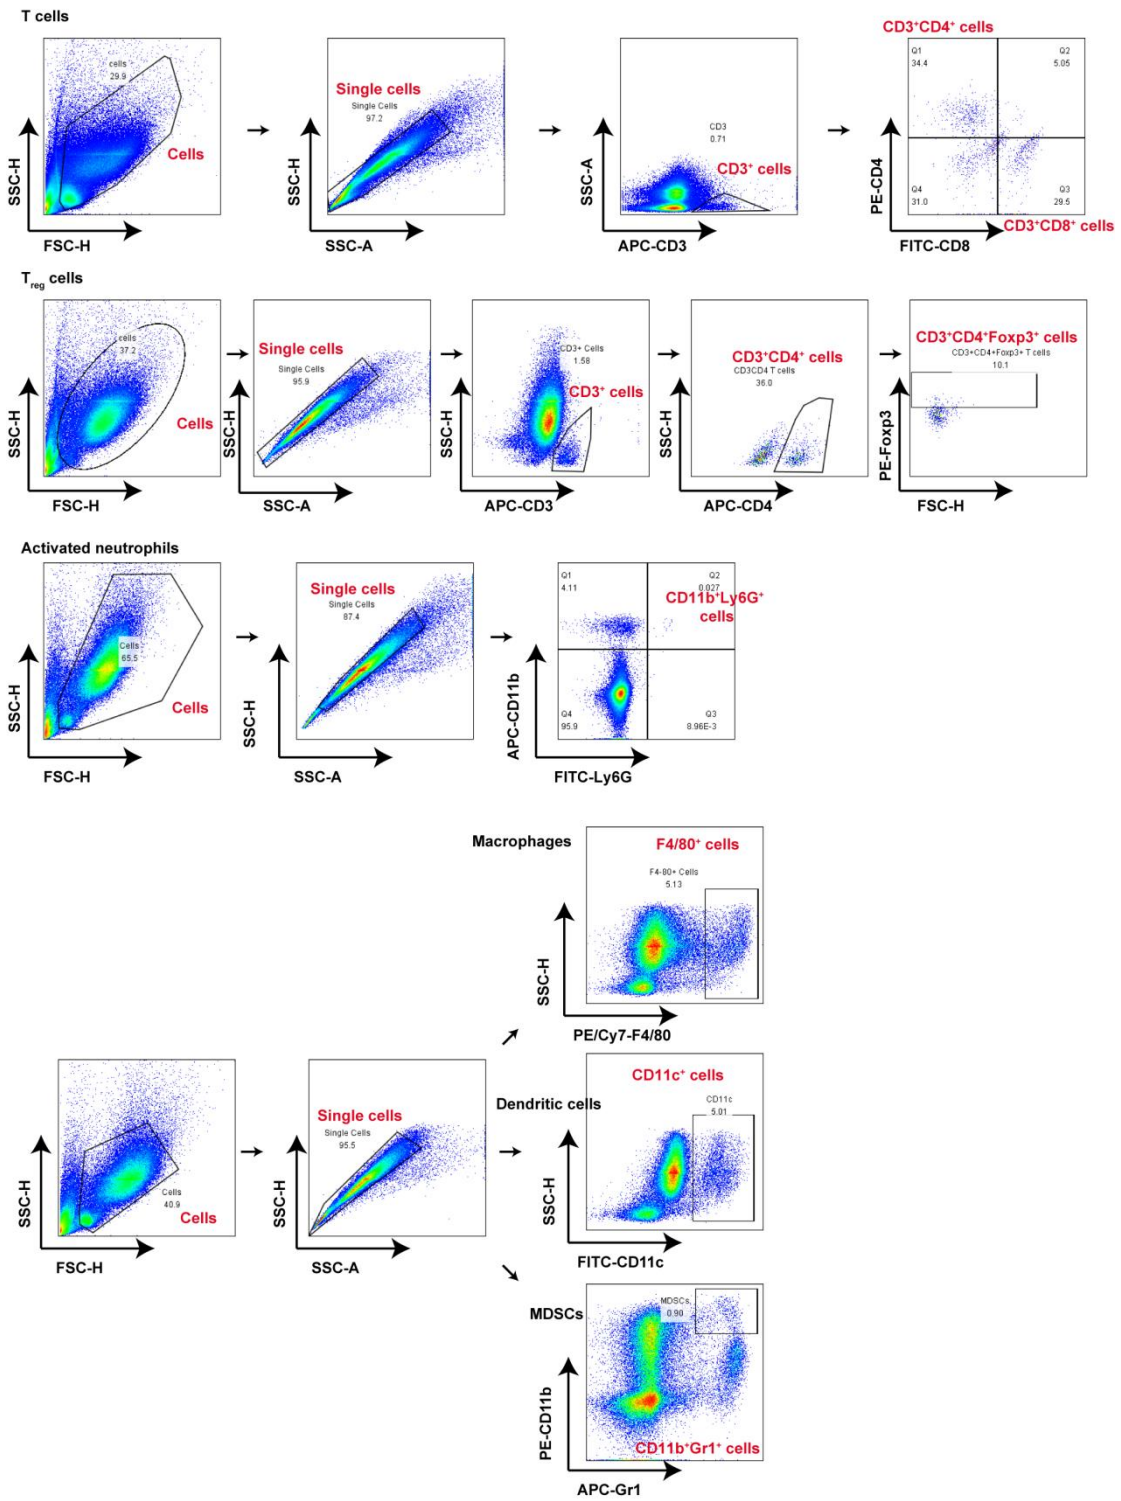 T cells
cells
29.9
Cells
SSC-H
FSC-H
Single cells
Single Cells
97.2
SSC-H
SSC-A
CD3
0.71
CD3⁺ cells
SSC-A
APC-CD3
CD3⁺CD4⁺ cells
Q1
34.4
Q2
5.05
Q4
31.0
Q3
29.5
PE-CD4
FITC-CD8
CD3⁺CD8⁺ cells
Treg cells
cells
37.2
Cells
SSC-H
FSC-H
Single cells
Single Cells
95.9
SSC-H
SSC-A
CD3+ Cells
1.58
CD3⁺ cells
SSC-H
APC-CD3
CD3⁺CD4⁺ cells
CD3CD4 T cells
36.0
SSC-H
APC-CD4
CD3⁺CD4⁺Foxp3⁺ cells
CD3+CD4+Foxp3+ T cells
10.1
PE-Foxp3
FSC-H
Activated neutrophils
Cells
65.5
Cells
SSC-H
FSC-H
Single cells
Single Cells
87.4
SSC-H
SSC-A
Q1
4.11
Q2
0.027
CD11b⁺Ly6G⁺
cells
Q4
95.9
Q3
8.96E-3
APC-CD11b
FITC-Ly6G
Macrophages
F4/80⁺ cells
F4-80+ Cells
5.13
SSC-H
PE/Cy7-F4/80
Cells
40.9
Cells
SSC-H
FSC-H
Single cells
Single Cells
95.5
SSC-H
SSC-A
Dendritic cells
CD11c⁺ cells
CD11c
5.01
SSC-H
FITC-CD11c
MDSCs
MDSCs
0.90
CD11b⁺Gr1⁺ cells
PE-CD11b
APC-Gr1